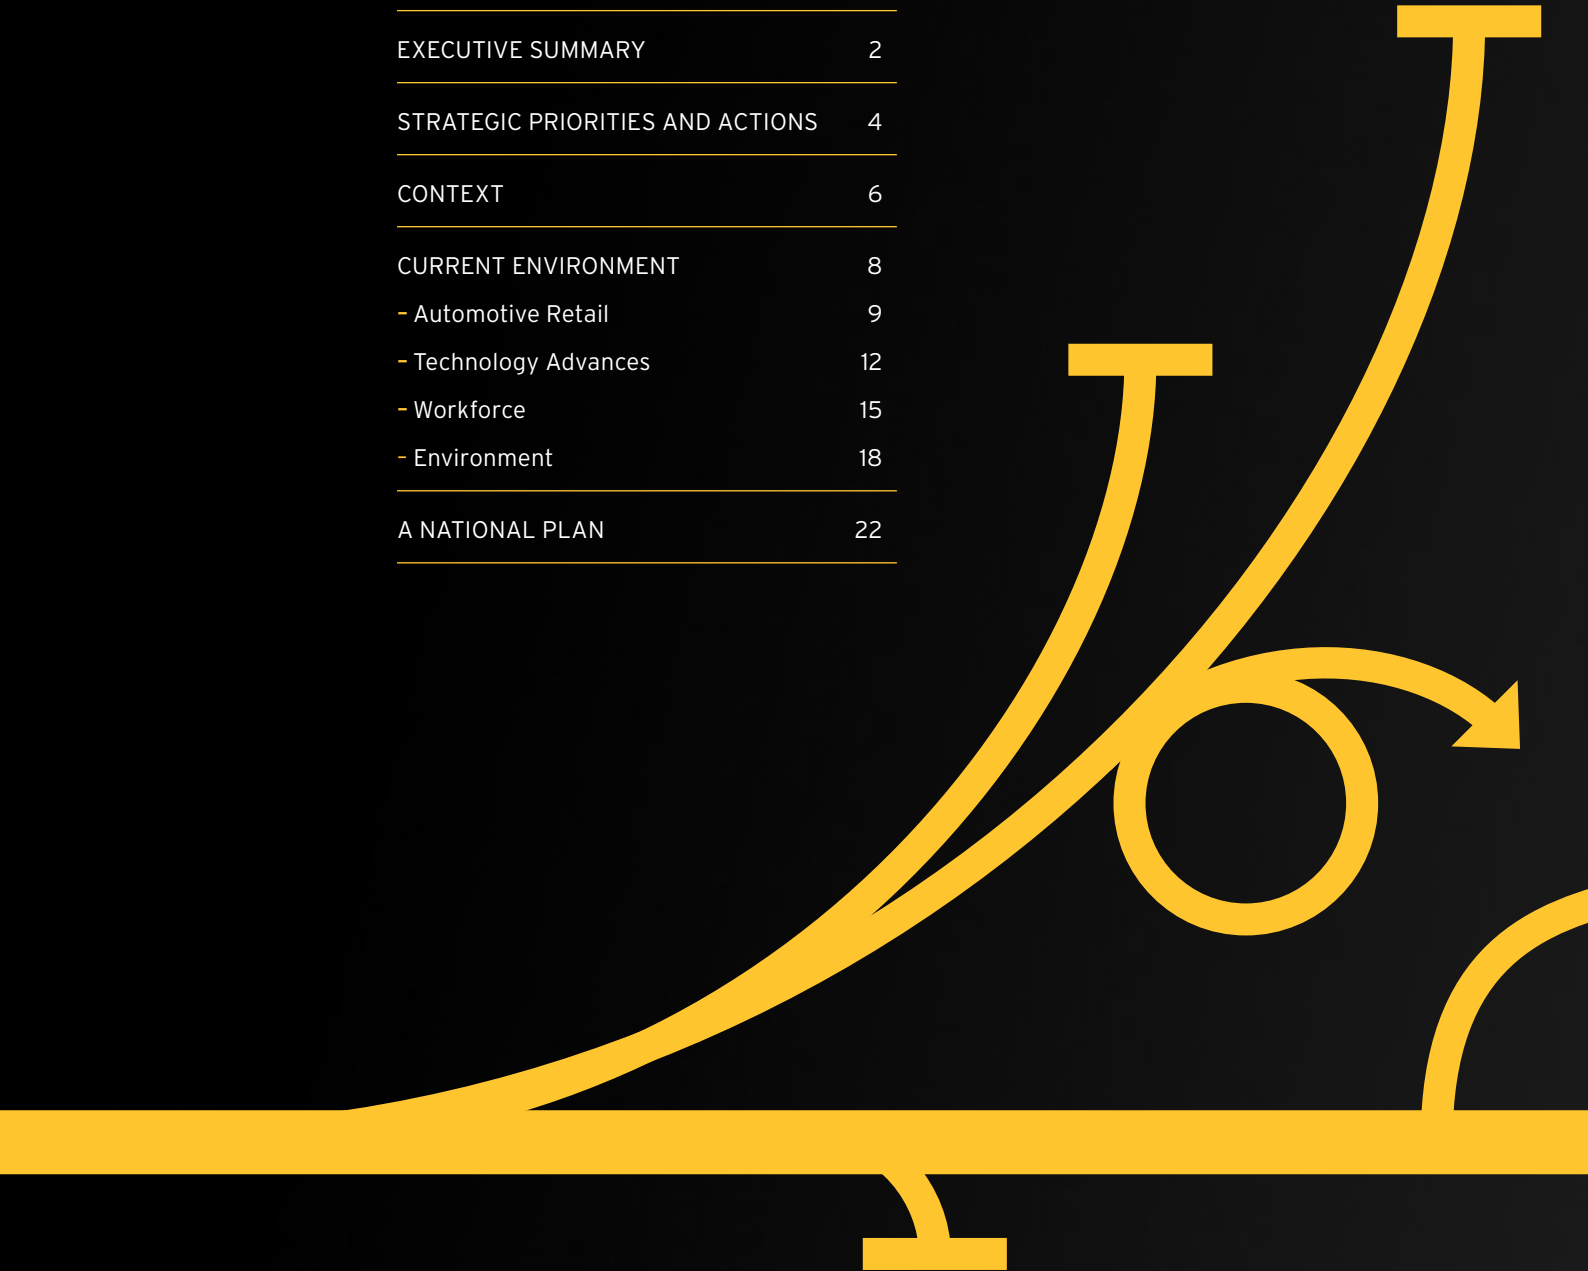 EXECUTIVE SUMMARY 2
STRATEGIC PRIORITIES AND ACTIONS 4
CONTEXT 6
CURRENT ENVIRONMENT 8
– Automotive Retail 9
– Technology Advances 12
– Workforce 15
– Environment 18
A NATIONAL PLAN 22